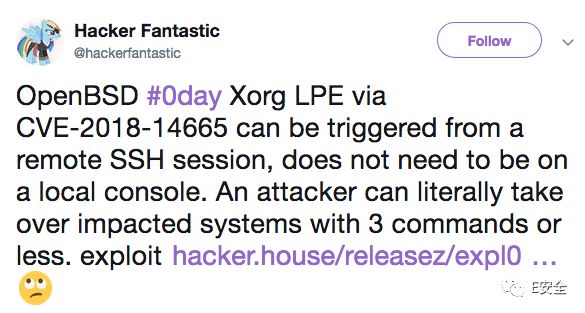 Hacker Fantastic
@hackerfantastic
Follow
OpenBSD #0day Xorg LPE via
CVE-2018-14665 can be triggered from a
remote SSH session, does not need to be on
a local console. An attacker can literally take
over impacted systems with 3 commands or
less. exploit hacker.house/releasez/expl0 …
E安全